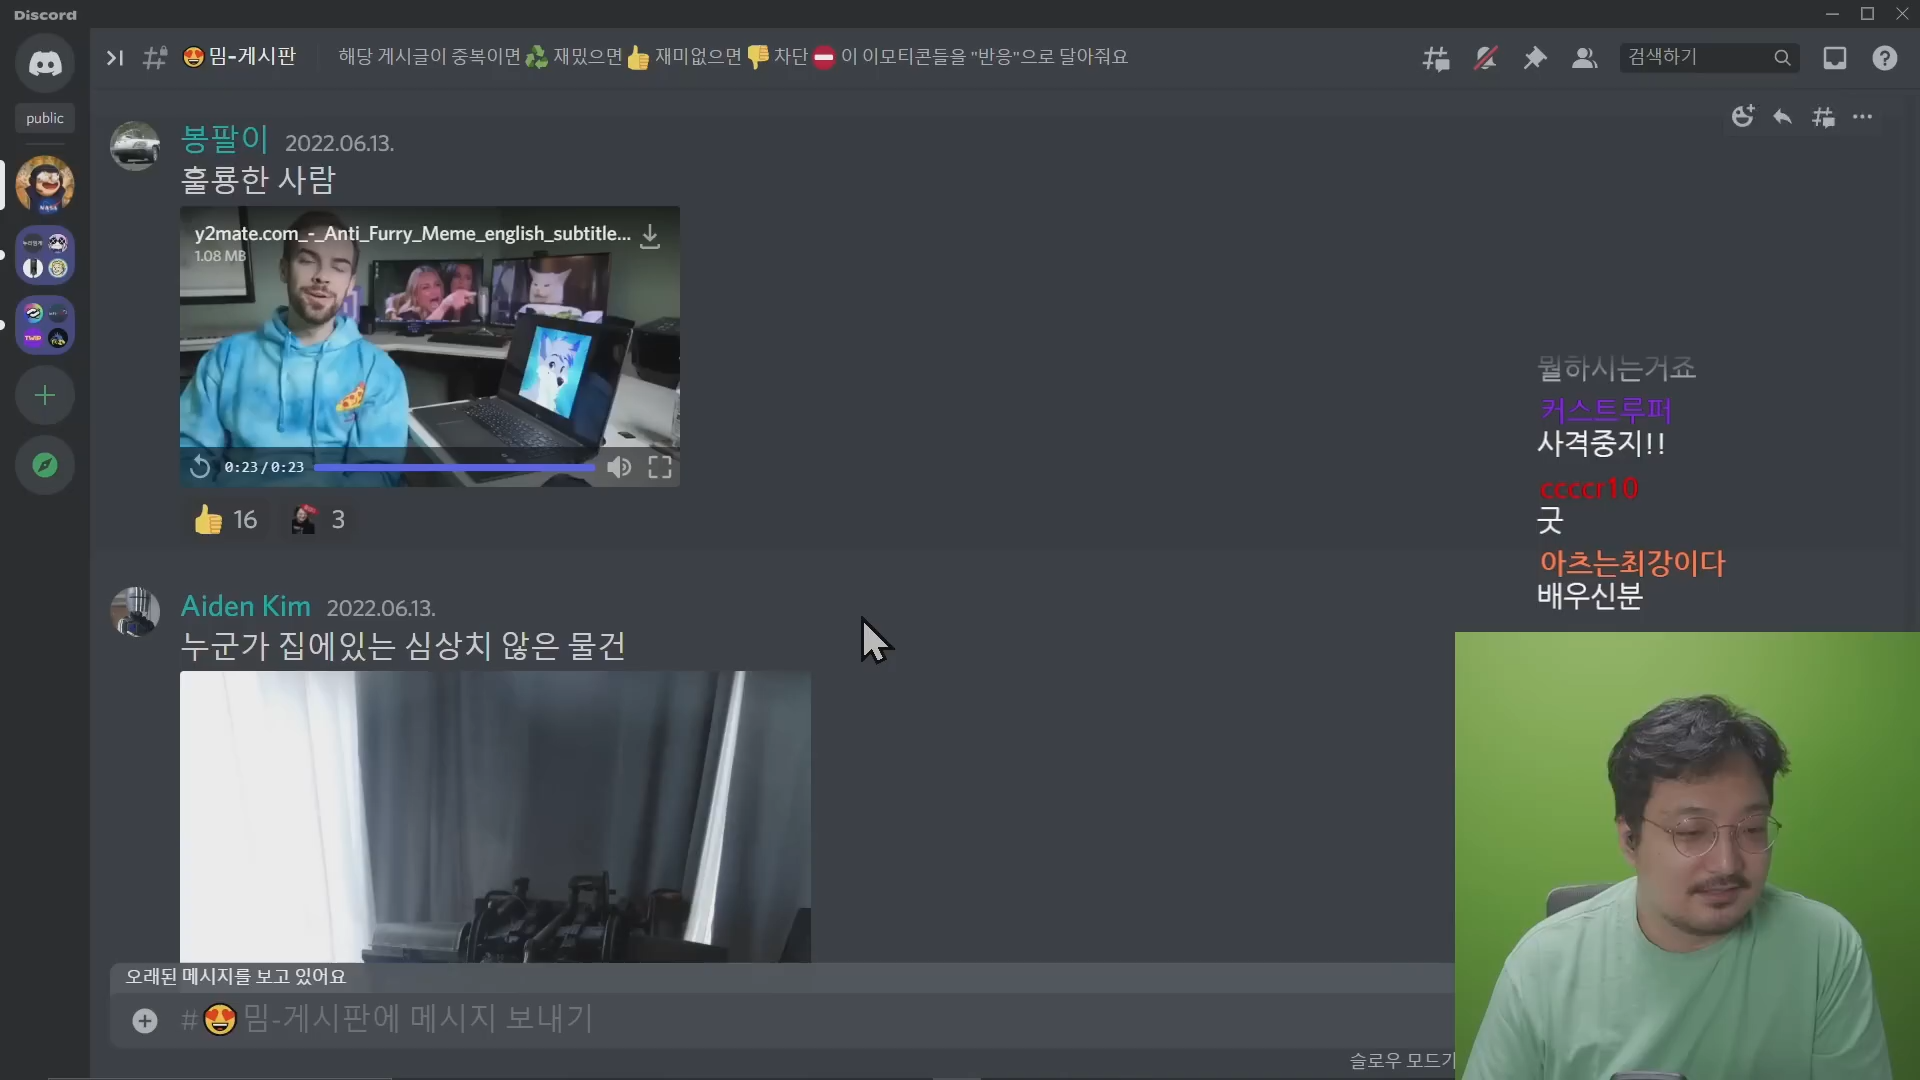 Discord
밈-게시판
해당 게시글이 중복이면 재밌으면 재미없으면 차단 이 이모티콘들을 "반응"으로 달아줘요
검색하기
public
봉팔이 2022.06.13.
훌룡한 사람
y2mate.com_-_Anti_Furry_Meme_english_subtitle...
1.08 MB
0:23/0:23
16 3
뭘하시는거죠
커스트루퍼
사격중지!!
ccccr10
굿
아츠는최강이다
배우신분
Aiden Kim 2022.06.13.
누군가 집에있는 심상치 않은 물건
NASA
TWIP
오래된 메시지를 보고 있어요
#밈-게시판에 메시지 보내기
슬로우 모드가